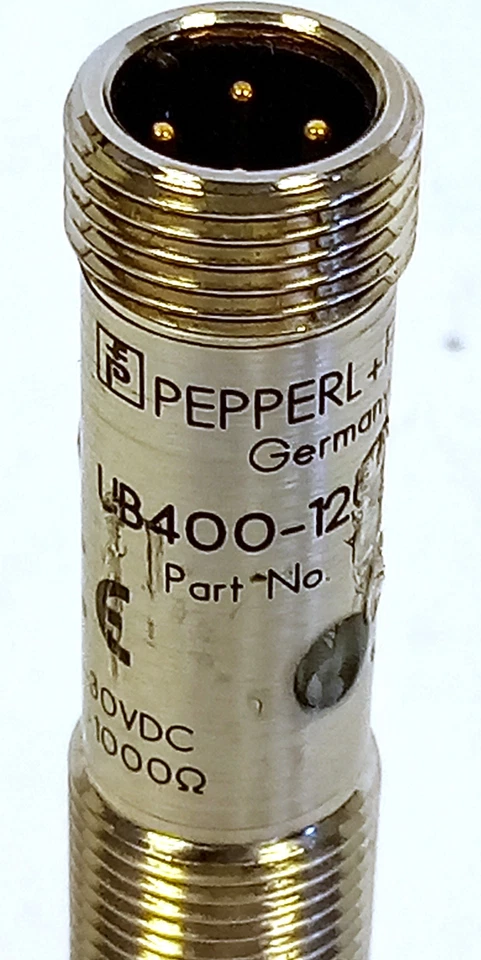 PEPPERL+F
Germany
UB400-12
Part No.
30VDC
1000Ω